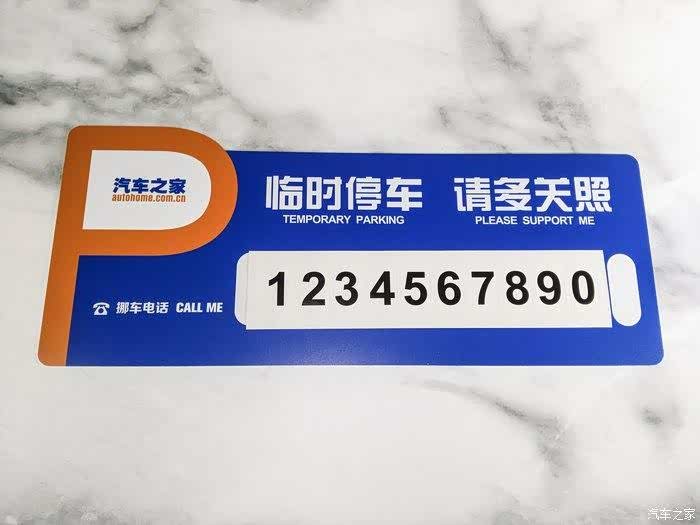 汽车之家
autohome.com.cn
临时停车 请多关照
TEMPORARY PARKING PLEASE SUPPORT ME
挪车电话 CALL ME
1234567890
汽车之家